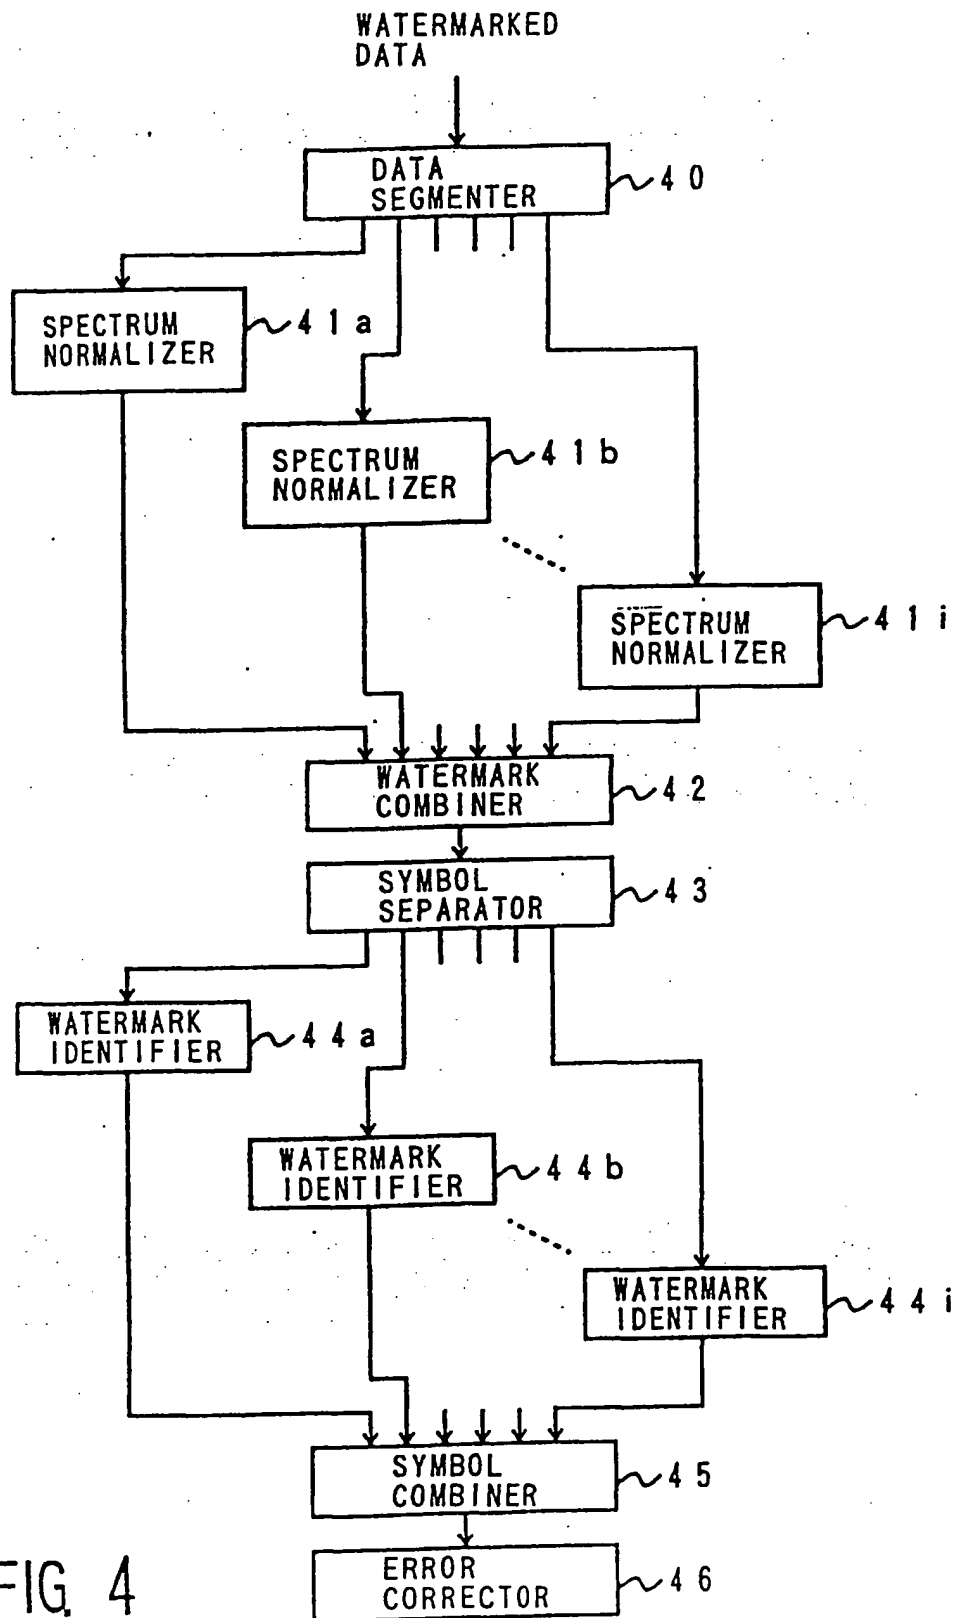 WATERMARKED
DATA
DATA
SEGMENTER
40
SPECTRUM
NORMALIZER
41a
SPECTRUM
NORMALIZER
41b
SPECTRUM
NORMALIZER
41i
WATERMARK
COMBINER
42
SYMBOL
SEPARATOR
43
WATERMARK
IDENTIFIER
44a
WATERMARK
IDENTIFIER
44b
WATERMARK
IDENTIFIER
44i
SYMBOL
COMBINER
45
ERROR
CORRECTOR
46
FIG. 4